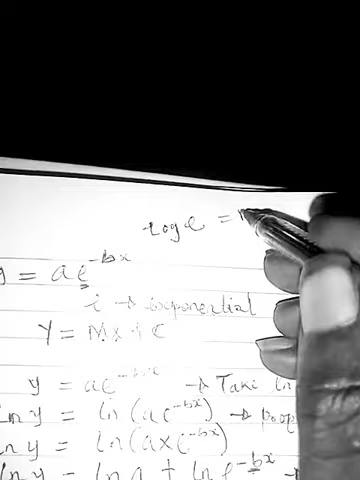 loge =
y = ae^-bx
i → exponential
Y = Mx + C
y = ae^-bx → Take ln
ln y = ln (ae^-bx) →
ln y = ln (a x e^-bx)
ln y = ln a + ln e^-bx →